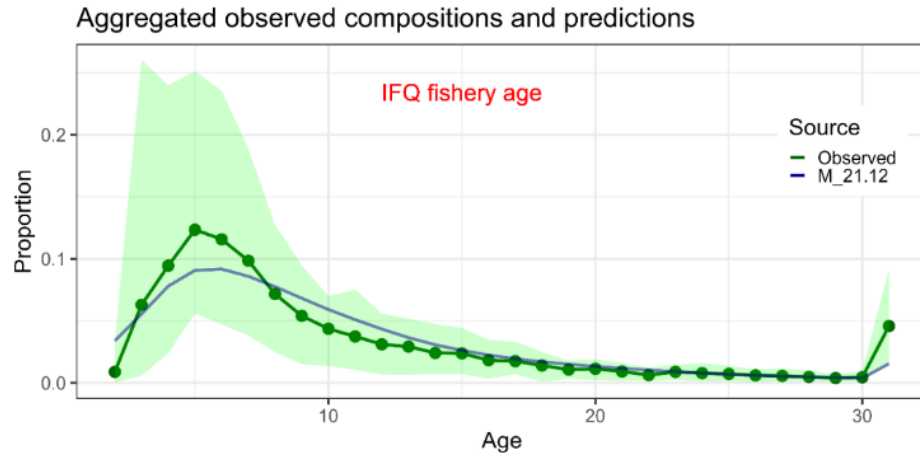 Aggregated observed compositions and predictions
IFQ fishery age
Source
Observed
M_21.12
Proportion
0.2
0.1
0.0
10
20
30
Age